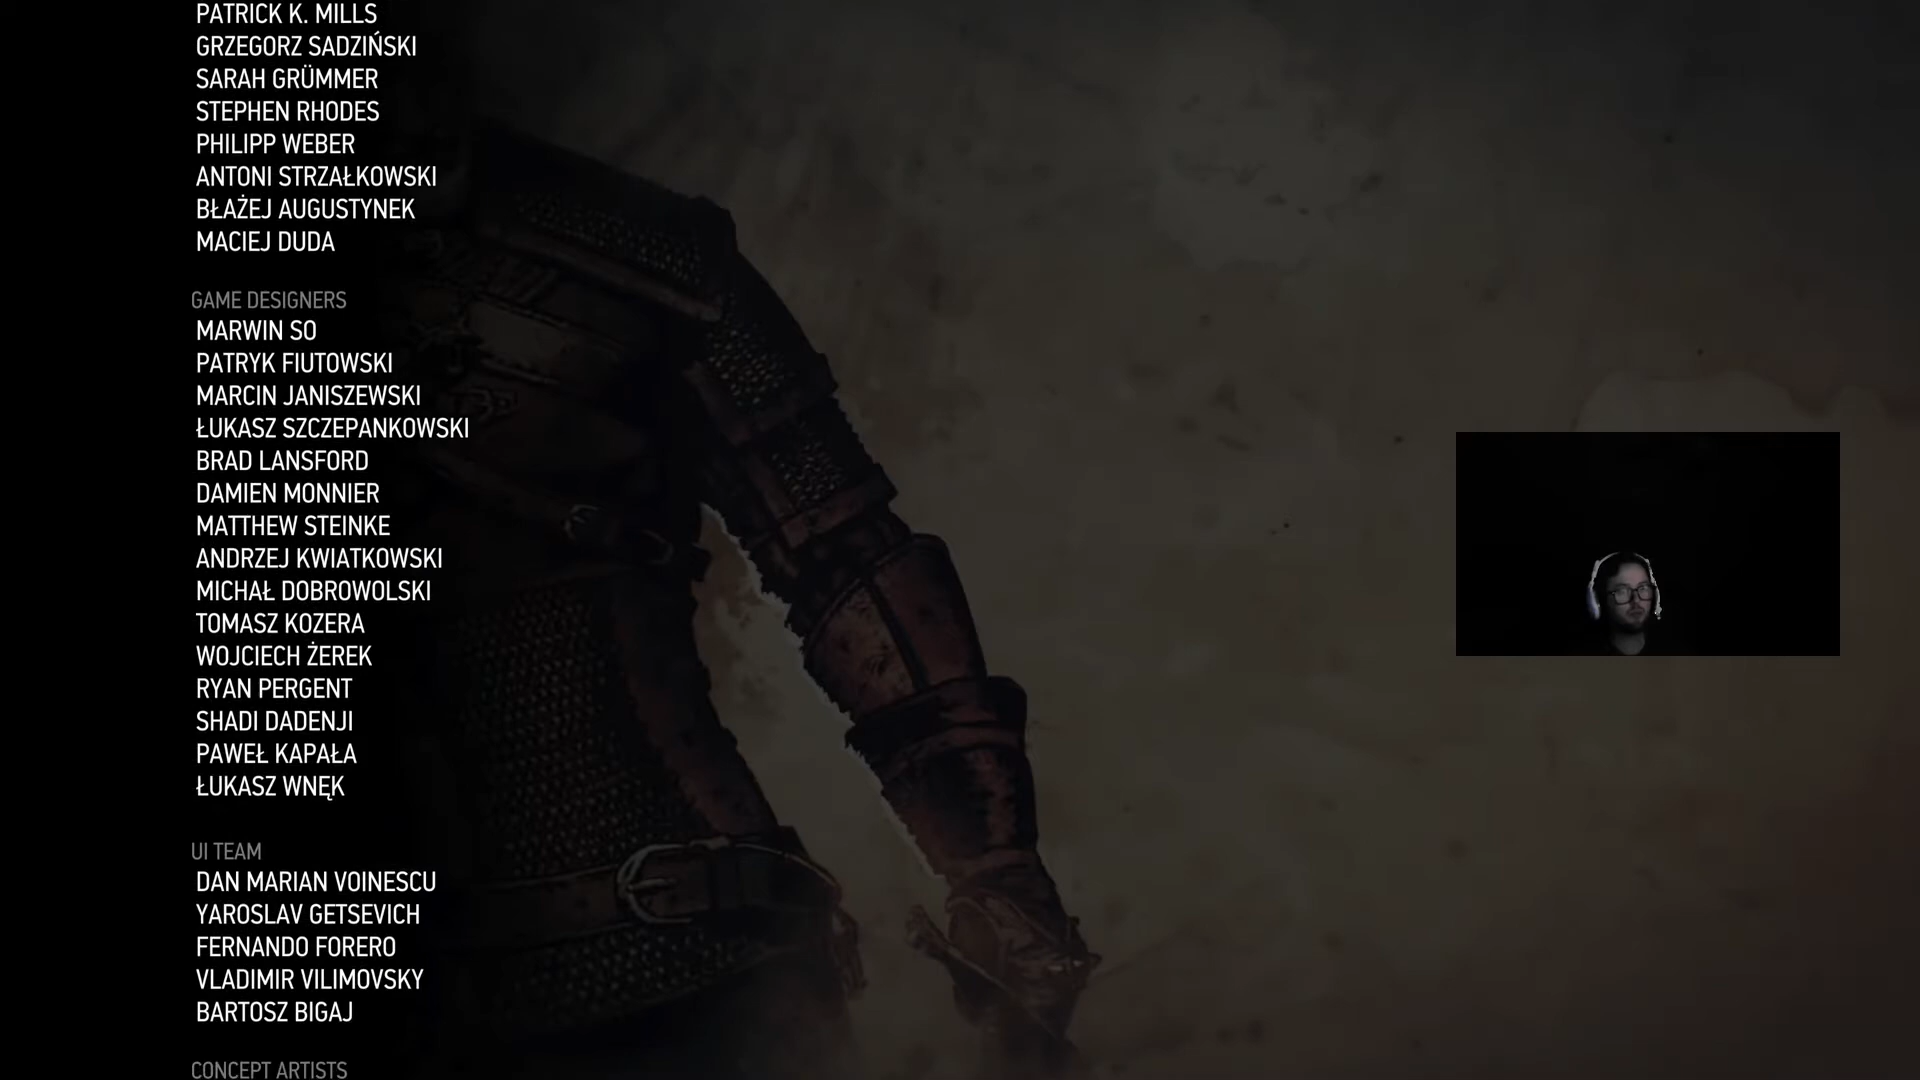 PATRICK K. MILLS
GRZEGORZ SADZIŃSKI
SARAH GRÜMMER
STEPHEN RHODES
PHILIPP WEBER
ANTONI STRZAŁKOWSKI
BŁAŻEJ AUGUSTYNEK
MACIEJ DUDA
GAME DESIGNERS
MARWIN SO
PATRYK FIUTOWSKI
MARCIN JANISZEWSKI
ŁUKASZ SZCZEPANKOWSKI
BRAD LANSFORD
DAMIEN MONNIER
MATTHEW STEINKE
ANDRZEJ KWIATKOWSKI
MICHAŁ DOBROWOLSKI
TOMASZ KOZERA
WOJCIECH ŻEREK
RYAN PERGENT
SHADI DADENJI
PAWEŁ KAPAŁA
ŁUKASZ WNĘK
UI TEAM
DAN MARIAN VOINESCU
YAROSLAV GETSEVICH
FERNANDO FORERO
VLADIMIR VILIMOVSKY
BARTOSZ BIGAJ
CONCEPT ARTISTS